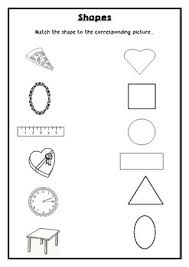 Shapes
Match the shape to the corresponding picture.